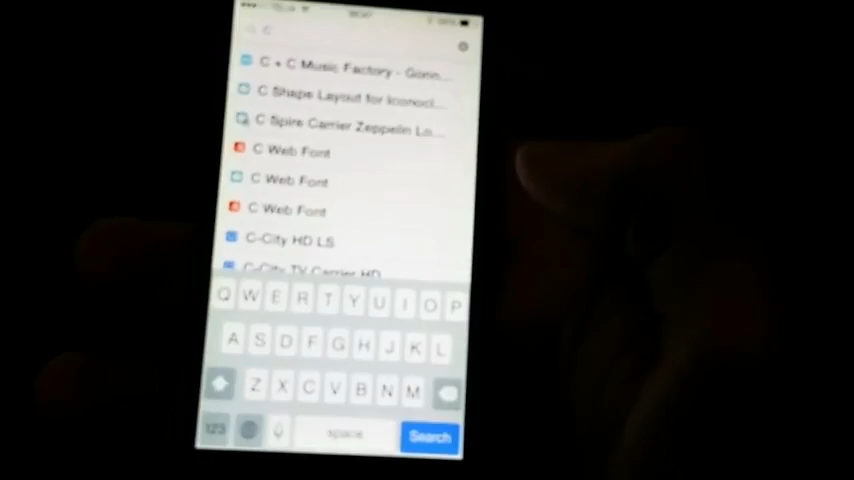 C + C Music Factory - Gonn...
C Shape Layout for Iconocl...
C Spire Carrier Zeppelin Lo...
C Web Font
C Web Font
C Web Font
C-City HD LS
C-City TV Carrier HD
Q W E R T Y U I O P
A S D F G H J K L
Z X C V B N M
123 space Search